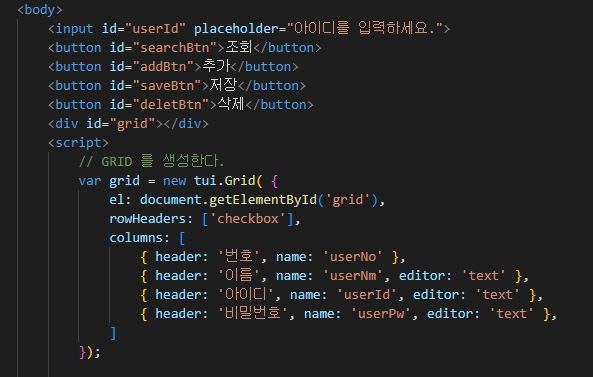 <body>
<input id="userId" placeholder="아이디를 입력하세요.">
<button id="searchBtn">조회</button>
<button id="addBtn">추가</button>
<button id="saveBtn">저장</button>
<button id="deletBtn">삭제</button>
<div id="grid"></div>
<script>
// GRID 를 생성한다.
var grid = new tui.Grid( {
el: document.getElementById('grid'),
rowHeaders: ['checkbox'],
columns: [
{ header: '번호', name: 'userNo' },
{ header: '이름', name: 'userNm', editor: 'text' },
{ header: '아이디', name: 'userId', editor: 'text' },
{ header: '비밀번호', name: 'userPw', editor: 'text' },
]
});